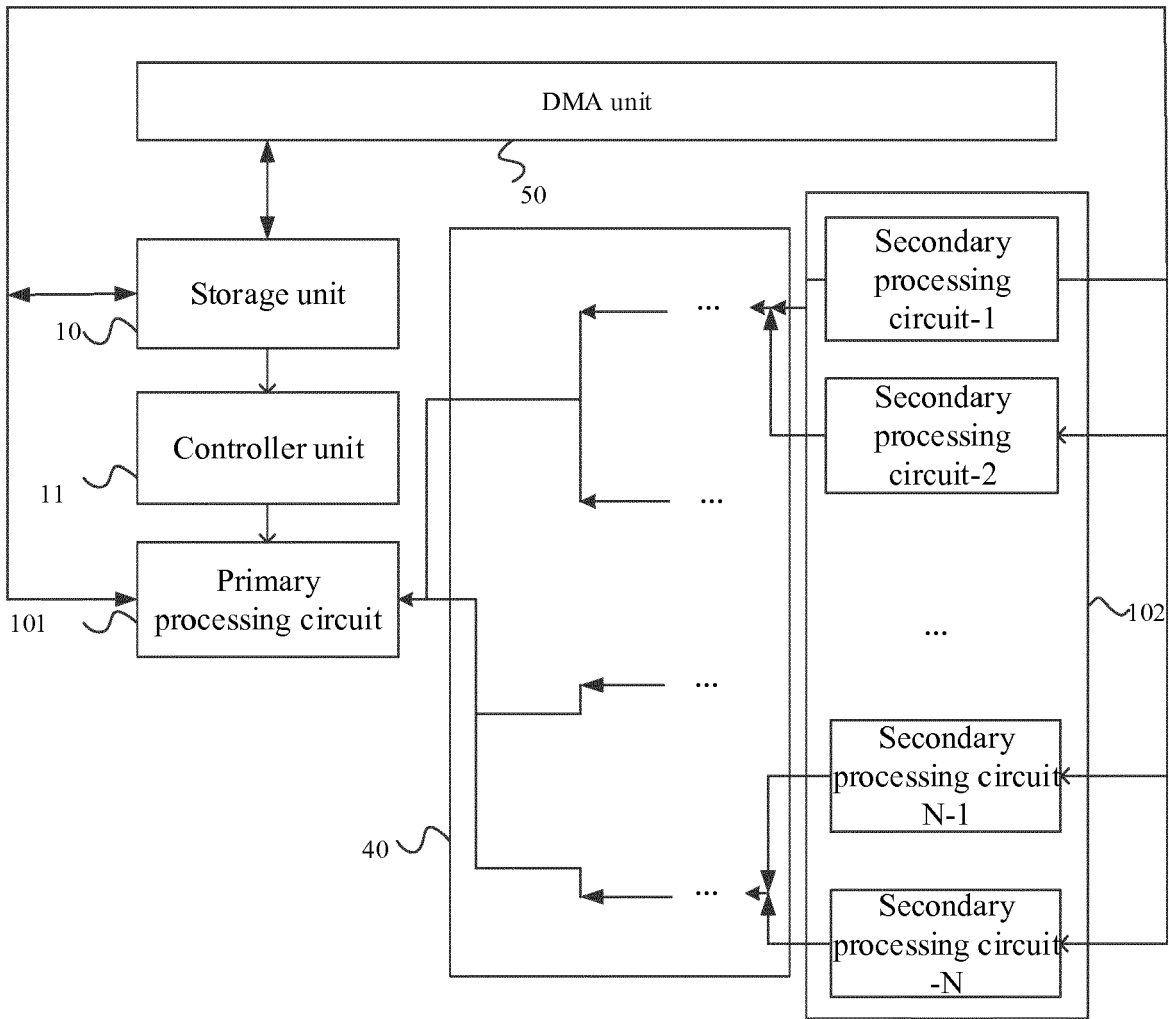 DMA unit
50
Storage unit
10
Controller unit
11
Primary
processing circuit
101
40
...
...
...
...
Secondary
processing
circuit-1
Secondary
processing
circuit-2
...
102
Secondary
processing circuit
N-1
Secondary
processing circuit
-N